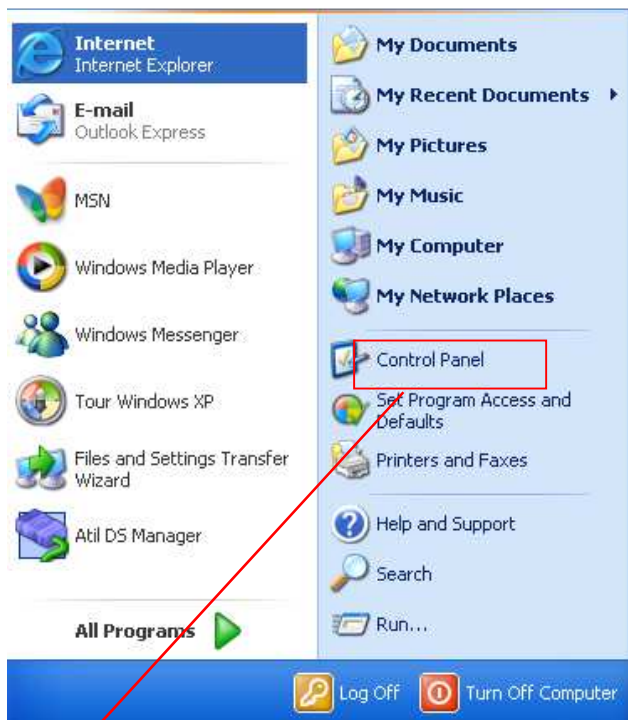 Internet
Internet Explorer
E-mail
Outlook Express
MSN
Windows Media Player
Windows Messenger
Tour Windows XP
Files and Settings Transfer
Wizard
Atil DS Manager
All Programs
My Documents
My Recent Documents
My Pictures
My Music
My Computer
My Network Places
Control Panel
Set Program Access and
Defaults
Printers and Faxes
Help and Support
Search
Run...
Log Off
Turn Off Computer